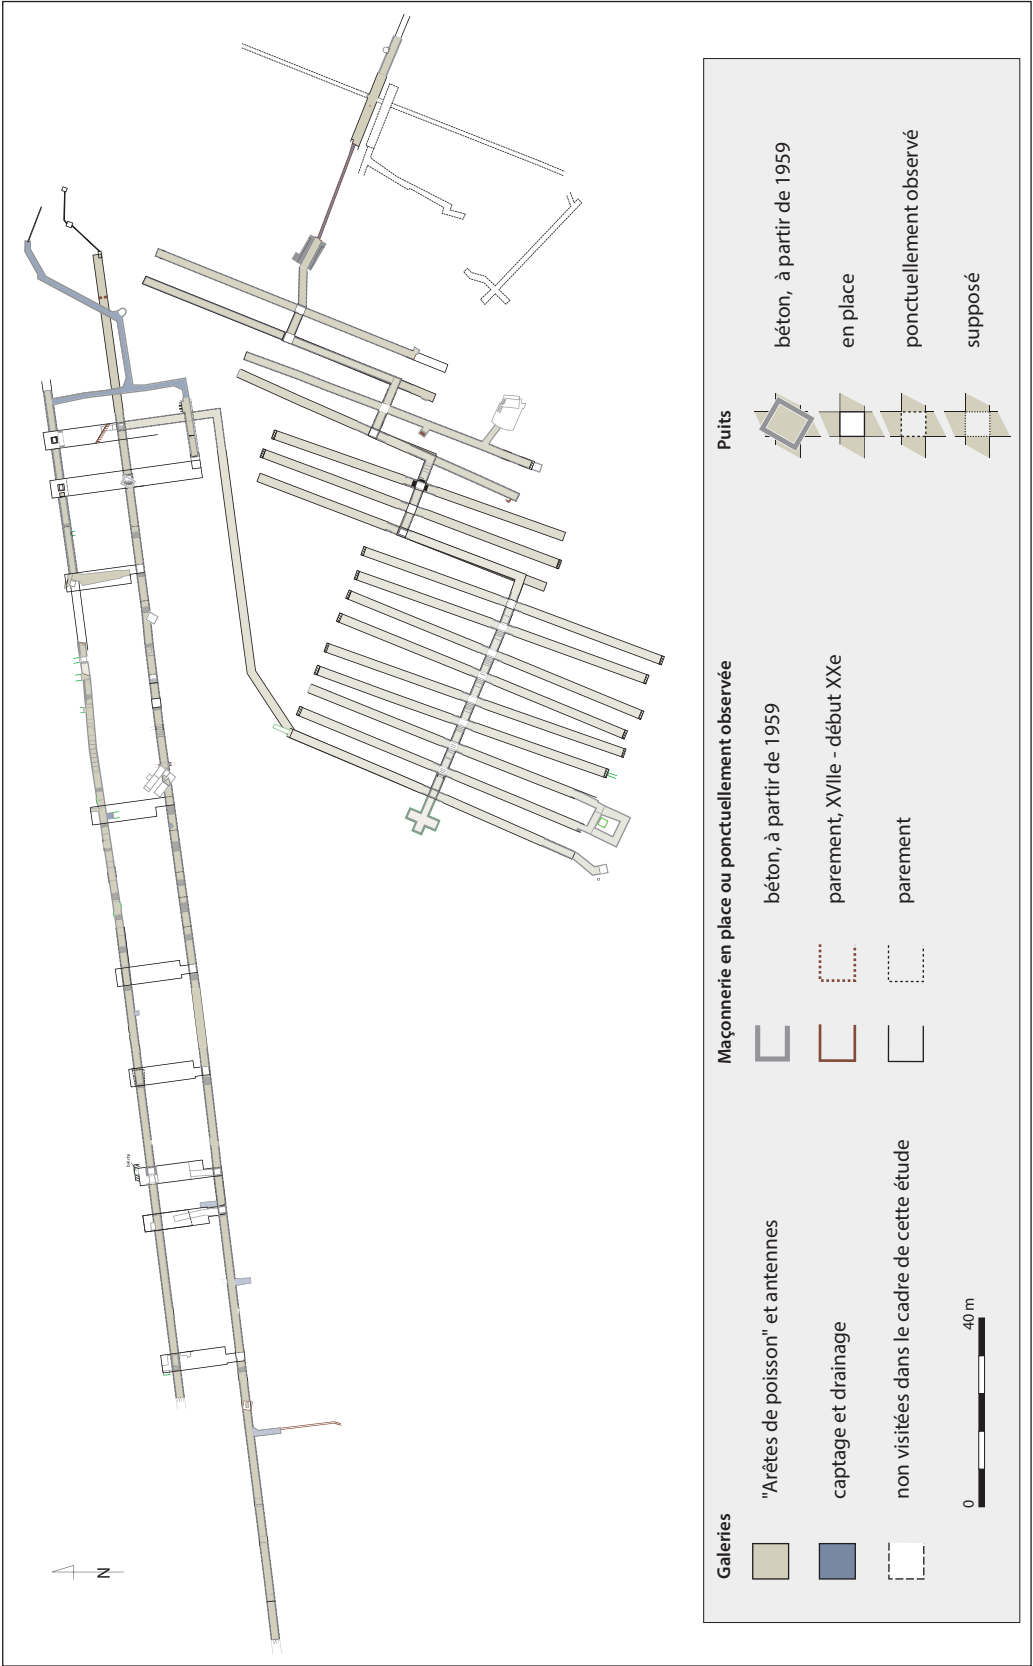 N
Galeries
"Arêtes de poisson" et antennes
captage et drainage
non visitées dans le cadre de cette étude
0 40 m
Maçonnerie en place ou ponctuellement observée
béton, à partir de 1959
parement, XVIIe - début XXe
parement
Puits
béton, à partir de 1959
en place
ponctuellement observé
supposé